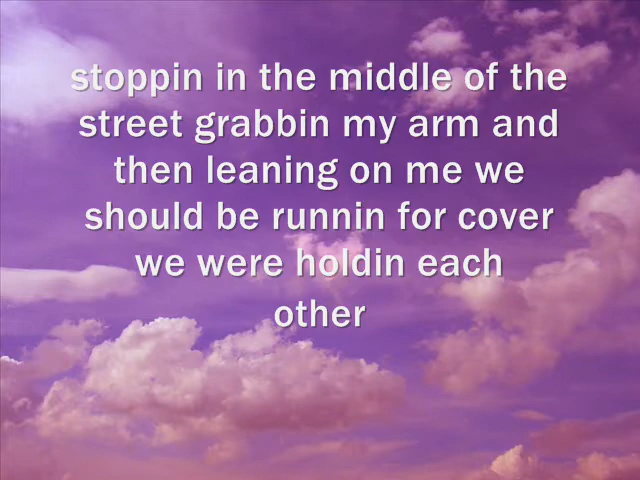 stoppin in the middle of the
street grabbin my arm and
then leaning on me we
should be runnin for cover
we were holdin each
other